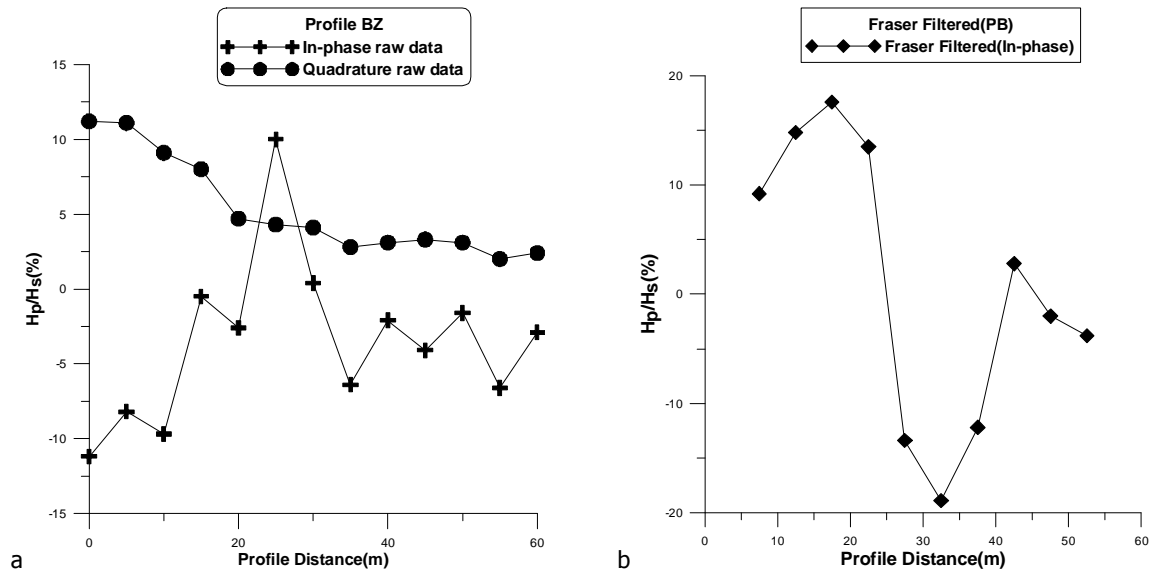 Profile BZ
In-phase raw data
Quadrature raw data
15
10
5
0
-5
-10
-15
Hp/Hs(%)
0 20 40 60
Profile Distance(m)
a
Fraser Filtered(PB)
Fraser Filtered(In-phase)
20
10
0
-10
-20
Hp/Hs(%)
0 10 20 30 40 50 60
Profile Distance(m)
b